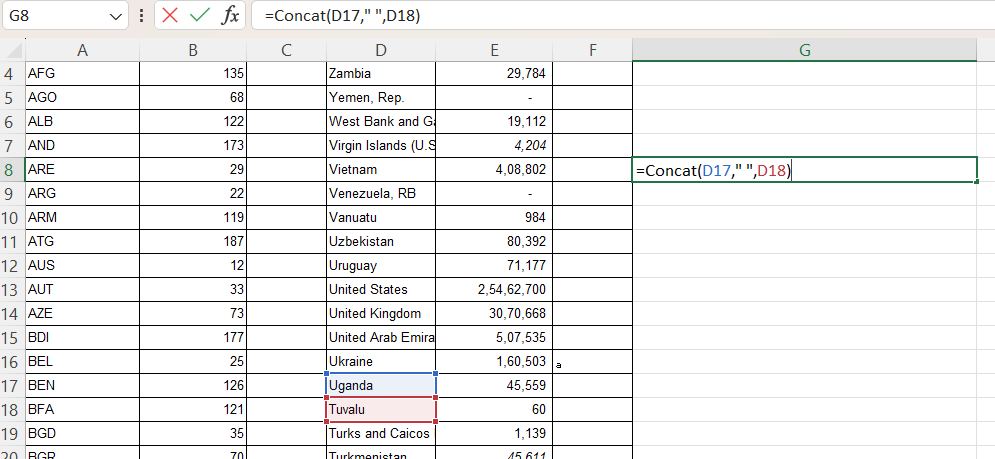 G8 =Concat(D17," ",D18)
A B C D E F G
4 AFG 135 Zambia 29,784
5 AGO 68 Yemen, Rep. -
6 ALB 122 West Bank and Ga 19,112
7 AND 173 Virgin Islands (U.S 4,204
8 ARE 29 Vietnam 4,08,802 =Concat(D17," ",D18)
9 ARG 22 Venezuela, RB -
10 ARM 119 Vanuatu 984
11 ATG 187 Uzbekistan 80,392
12 AUS 12 Uruguay 71,177
13 AUT 33 United States 2,54,62,700
14 AZE 73 United Kingdom 30,70,668
15 BDI 177 United Arab Emira 5,07,535
16 BEL 25 Ukraine 1,60,503 a
17 BEN 126 Uganda 45,559
18 BFA 121 Tuvalu 60
19 BGD 35 Turks and Caicos 1,139
20 BGR 70 Turkmenistan 45,611